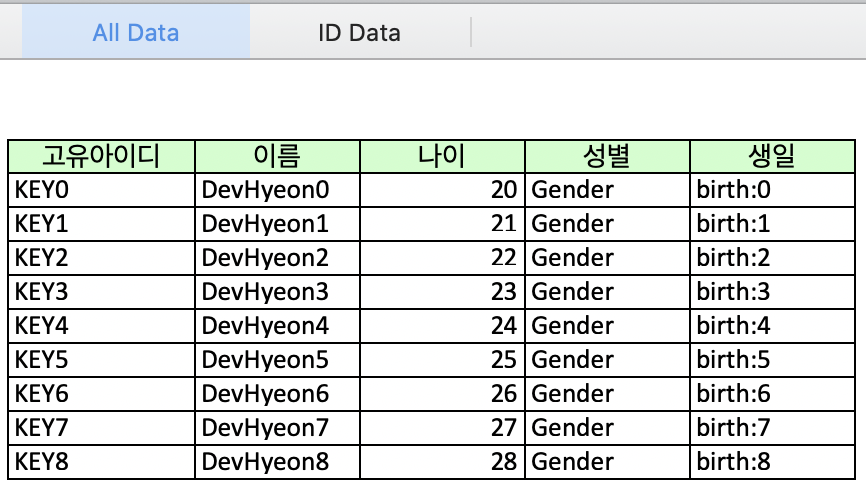 All Data ID Data
고유아이디 이름 나이 성별 생일
KEY0 DevHyeon0 20 Gender birth:0
KEY1 DevHyeon1 21 Gender birth:1
KEY2 DevHyeon2 22 Gender birth:2
KEY3 DevHyeon3 23 Gender birth:3
KEY4 DevHyeon4 24 Gender birth:4
KEY5 DevHyeon5 25 Gender birth:5
KEY6 DevHyeon6 26 Gender birth:6
KEY7 DevHyeon7 27 Gender birth:7
KEY8 DevHyeon8 28 Gender birth:8